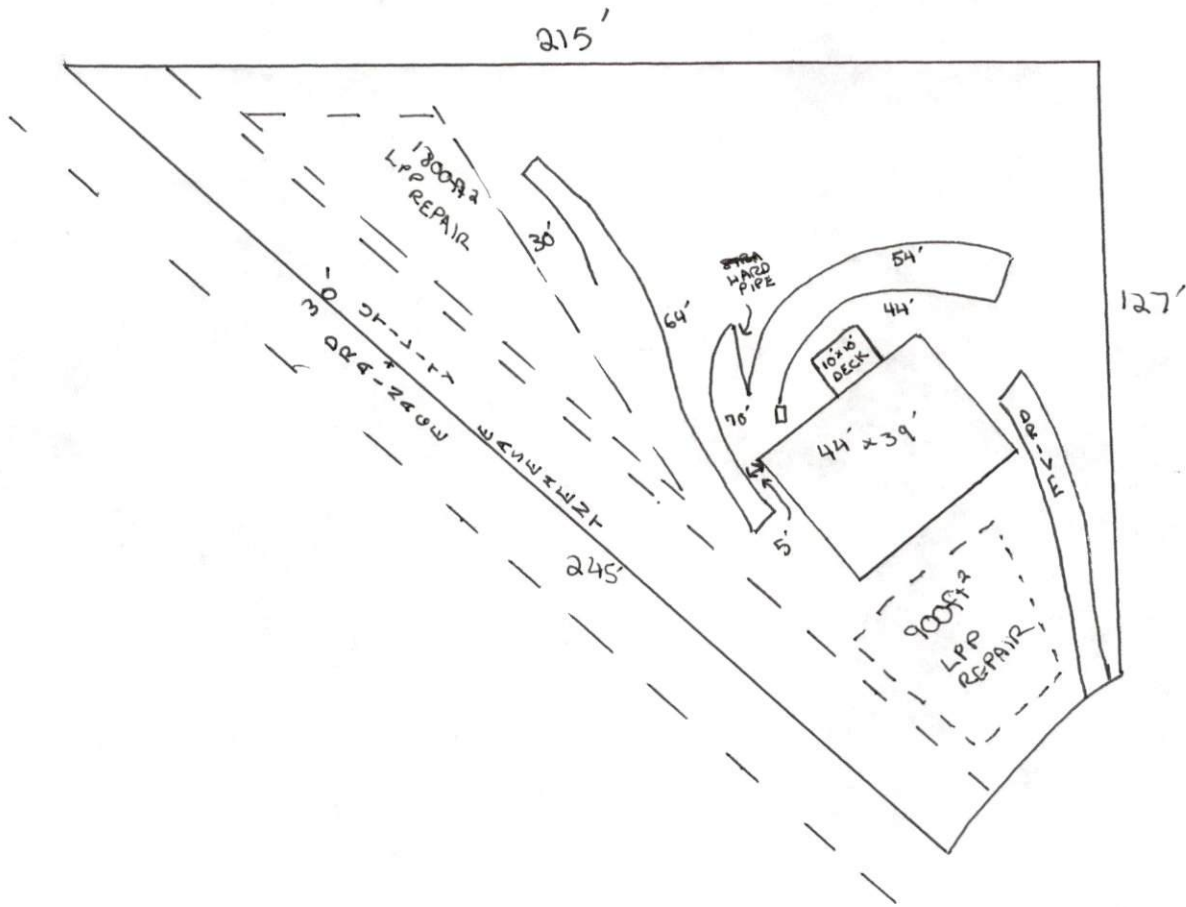 215'
1800ft2
LPP
REPAIR
30'
HARD
PIPE
54'
44'
127'
64'
10'x10'
DECK
70'
44' x 39'
DRIVE
30' UTILITY
DRAINAGE EASEMENT
5'
245'
900ft2
LPP
REPAIR